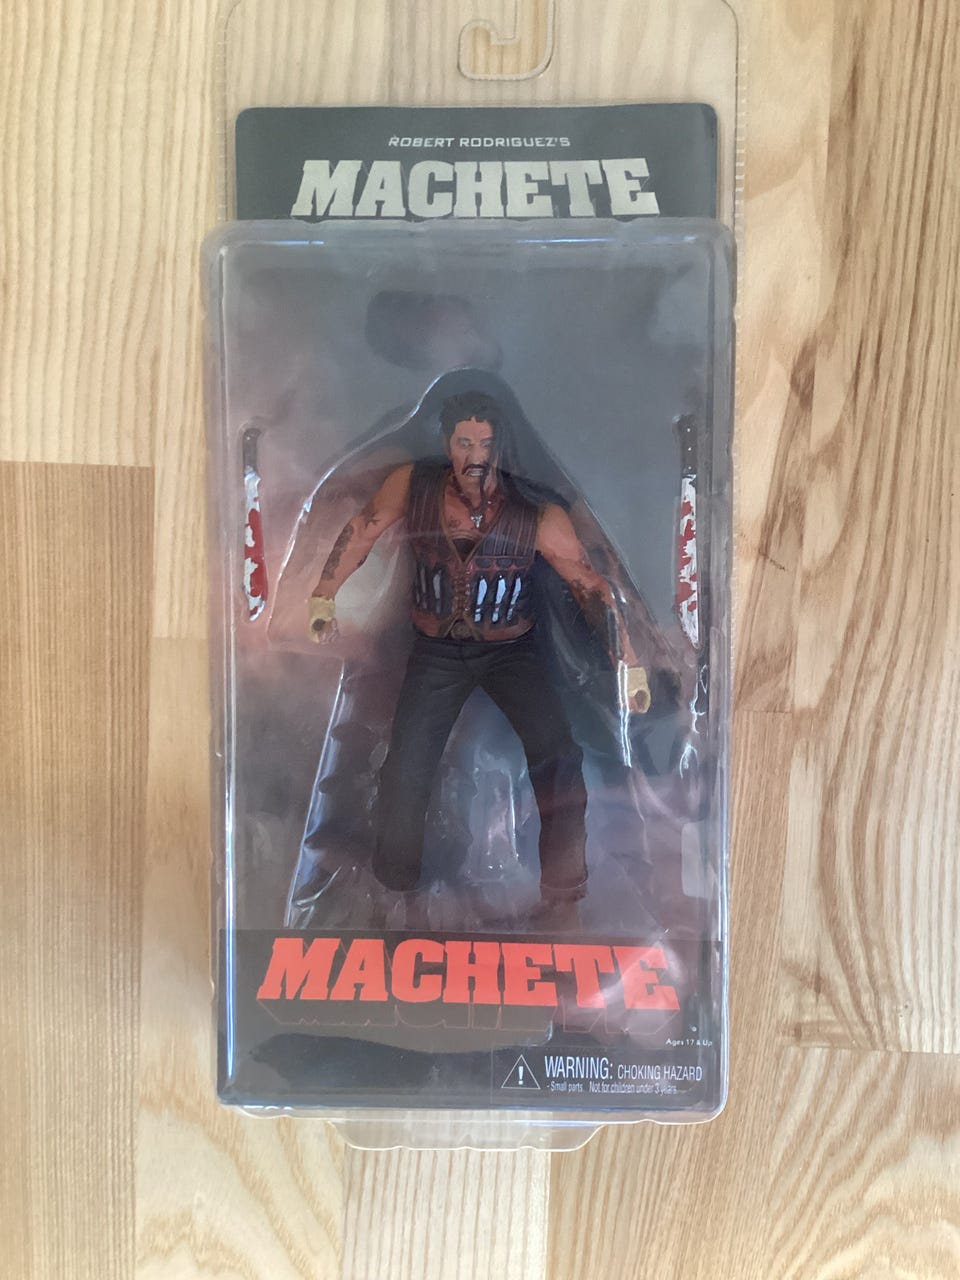 ROBERT RODRIGUEZ'S
MACHETE
MACHETE
Ages 17 & Up
WARNING: CHOKING HAZARD
- Small parts. Not for children under 3 years.